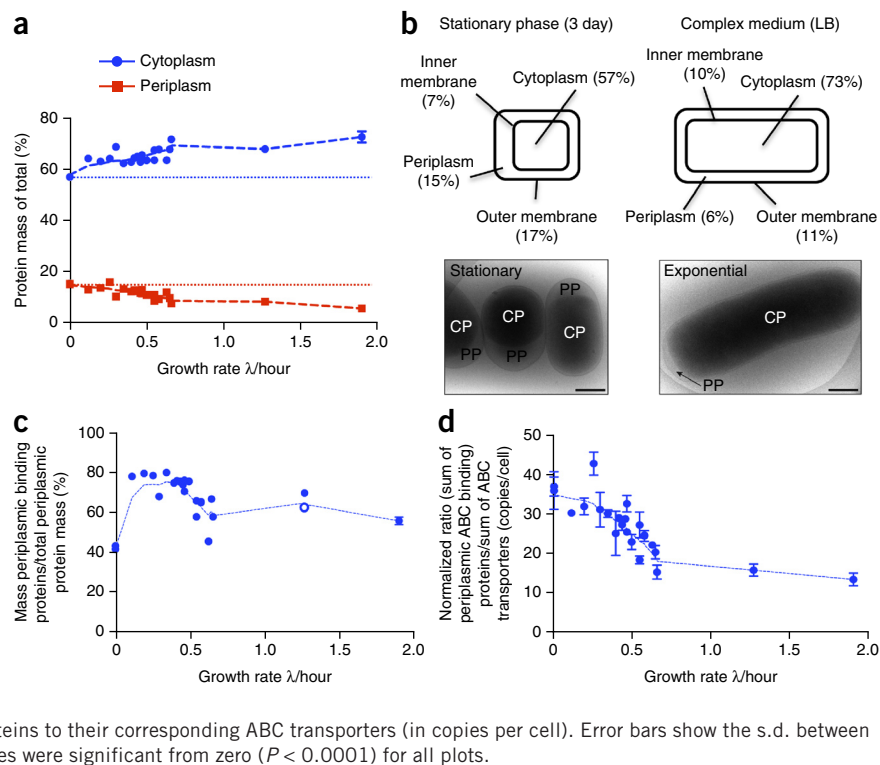 a
Cytoplasm
Periplasm
Protein mass of total (%)
80
60
40
20
0
0
0.5
1.0
1.5
2.0
Growth rate λ/hour
b
Stationary phase (3 day)
Complex medium (LB)
Inner
membrane
(7%)
Cytoplasm (57%)
Periplasm
(15%)
Outer membrane
(17%)
Inner membrane
(10%)
Cytoplasm (73%)
Periplasm (6%)
Outer membrane
(11%)
Stationary
PP
CP
CP
CP
PP
PP
Exponential
CP
PP
c
Mass periplasmic binding
proteins/total periplasmic
protein mass (%)
100
80
60
40
20
0
0
0.5
1.0
1.5
2.0
Growth rate λ/hour
d
Normalized ratio (sum of
periplasmic ABC binding)
proteins/sum of ABC
transporters (copies/cell)
50
40
30
20
10
0
0
0.5
1.0
1.5
2.0
Growth rate λ/hour
teins to their corresponding ABC transporters (in copies per cell). Error bars show the s.d. between
es were significant from zero (P < 0.0001) for all plots.